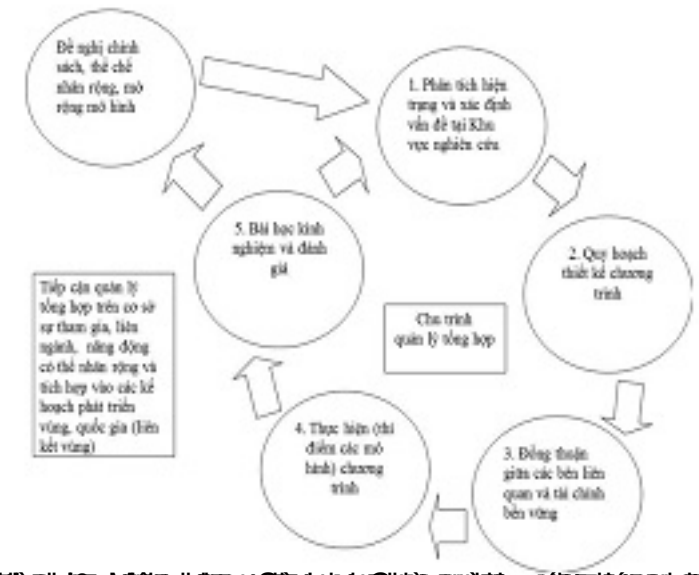 Đề nghị chính
sách, thể chế
nhân rộng, mở
rộng mô hình
1. Phân tích hiện
trạng và xác định
vấn đề tại Khu
vực nghiên cứu
5. Bài học kinh
nghiệm và đánh
giá
2. Quy hoạch
thiết kế chương
trình
Tiếp cận quản lý
tổng hợp trên cơ sở
sự tham gia, liên
ngành, năng động
có thể nhân rộng và
tích hợp vào các kế
hoạch phát triển
vùng, quốc gia (liên
kết vùng)
Chu trình
quản lý tổng hợp
4. Thực hiện (thí
điểm các mô
hình) chương
trình
3. Đồng thuận
giữa các bên liên
quan và tài chính
bền vững